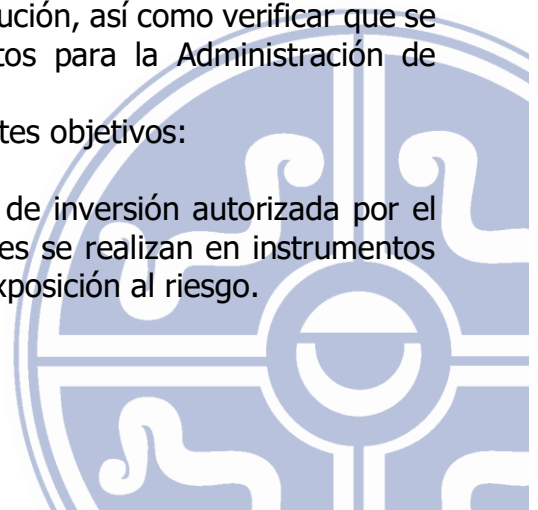 ución, así como verificar que se
tos para la Administración de
tes objetivos:
de inversión autorizada por el
es se realizan en instrumentos
xposición al riesgo.